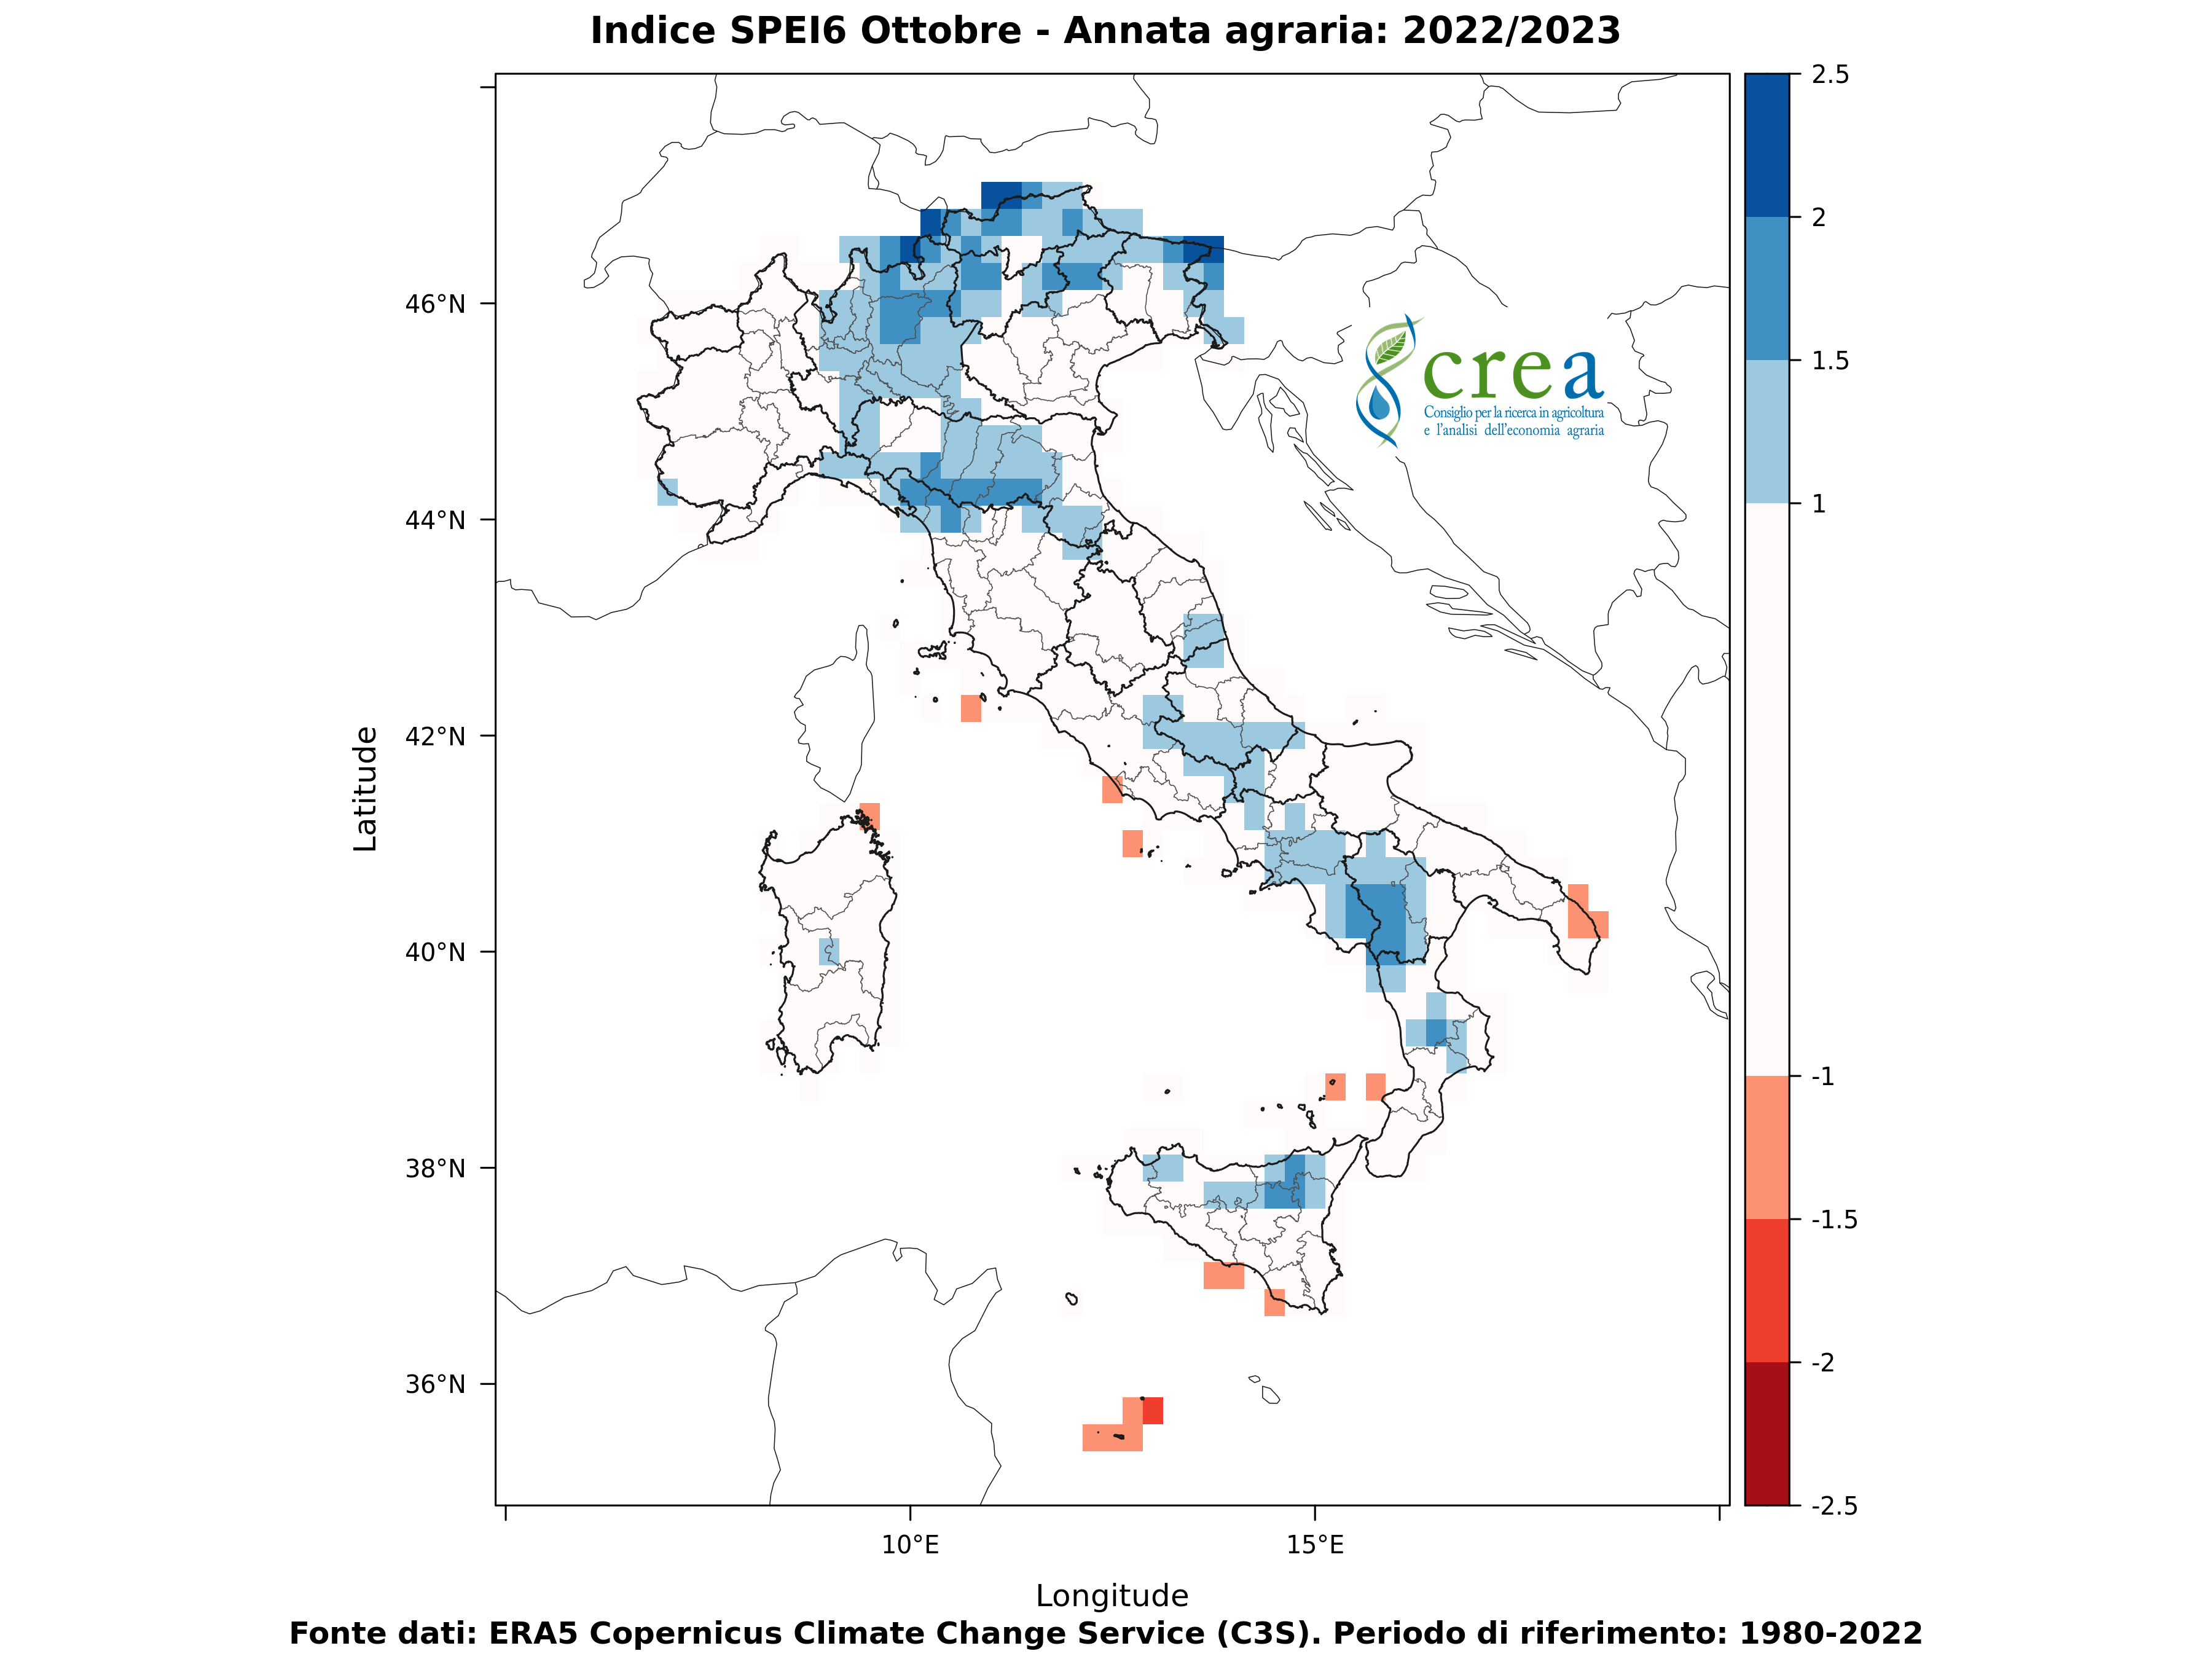 Indice SPEI6 Ottobre - Annata agraria: 2022/2023
2.5
2
1.5
1
-1
-1.5
-2
-2.5
46°N
44°N
42°N
40°N
38°N
36°N
Latitude
crea
Consiglio per la ricerca in agricoltura
e l'analisi dell'economia agraria
10°E
15°E
Longitude
Fonte dati: ERA5 Copernicus Climate Change Service (C3S). Periodo di riferimento: 1980-2022